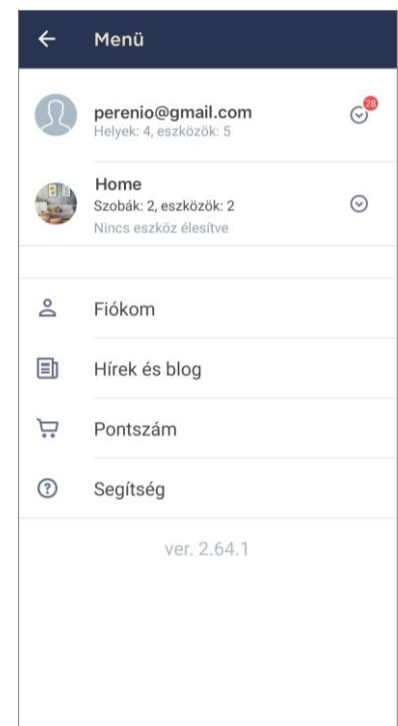 Menü
perenio@gmail.com
28
Helyek: 4, eszközök: 5
Home
Szobák: 2, eszközök: 2
Nincs eszköz élesítve
Fiókom
Hírek és blog
Pontszám
Segítség
ver. 2.64.1